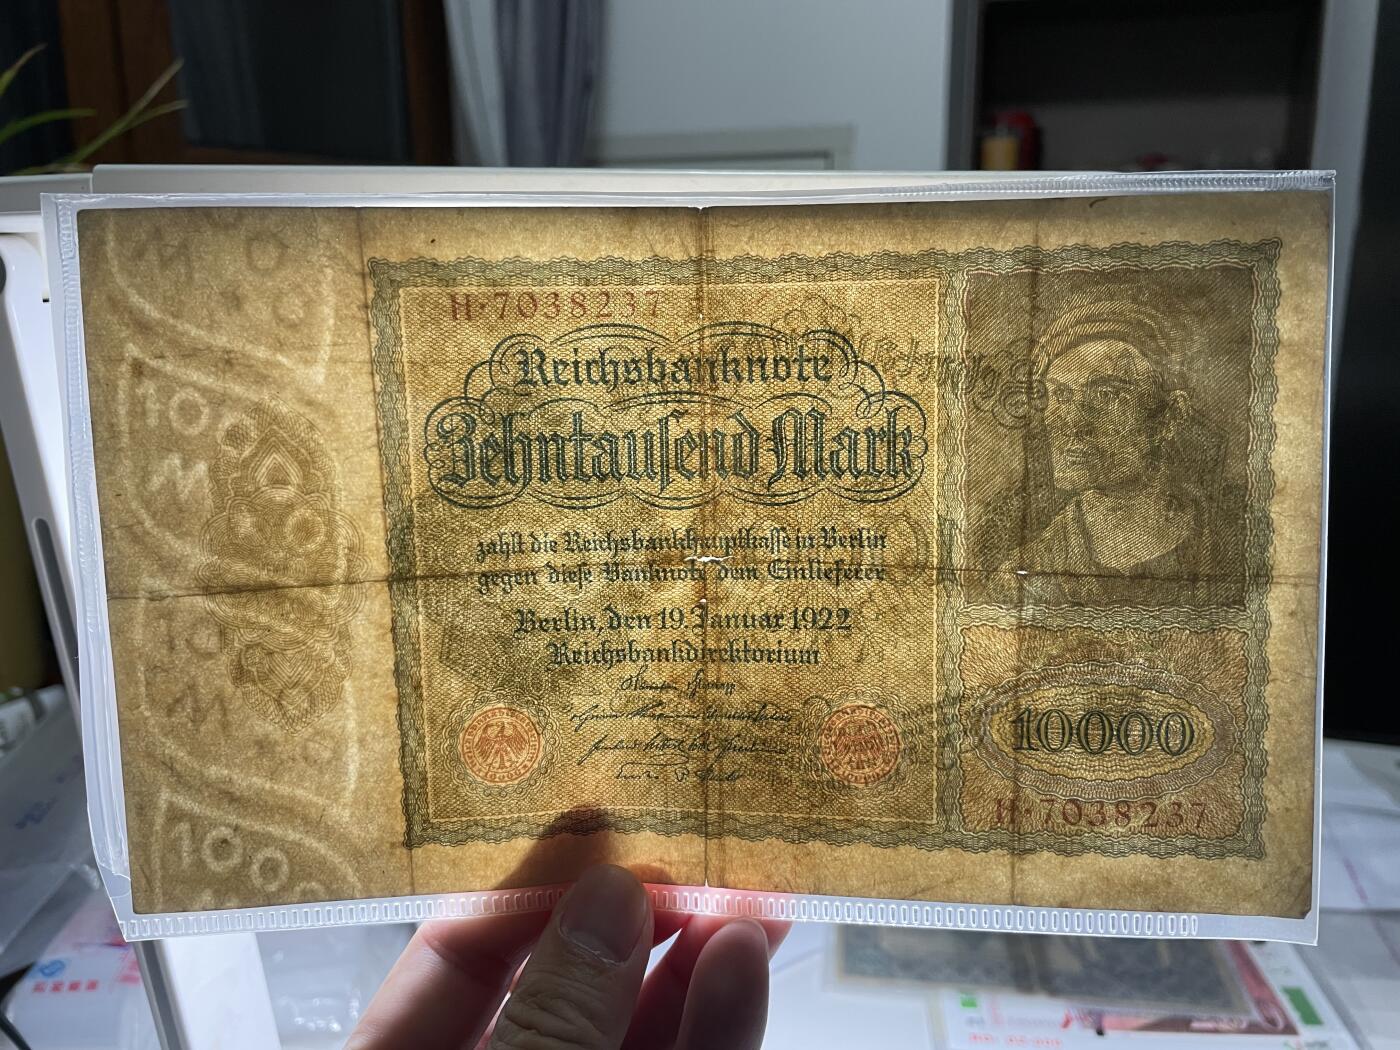 H·7038237
Reichsbanknote
Zehntausend Mark
zahlt die Reichsbankhauptkasse in Berlin
gegen diese Banknote dem Einlieferer
Berlin, den 19. Januar 1922
Reichsbankdirektorium
10000
H·7038237